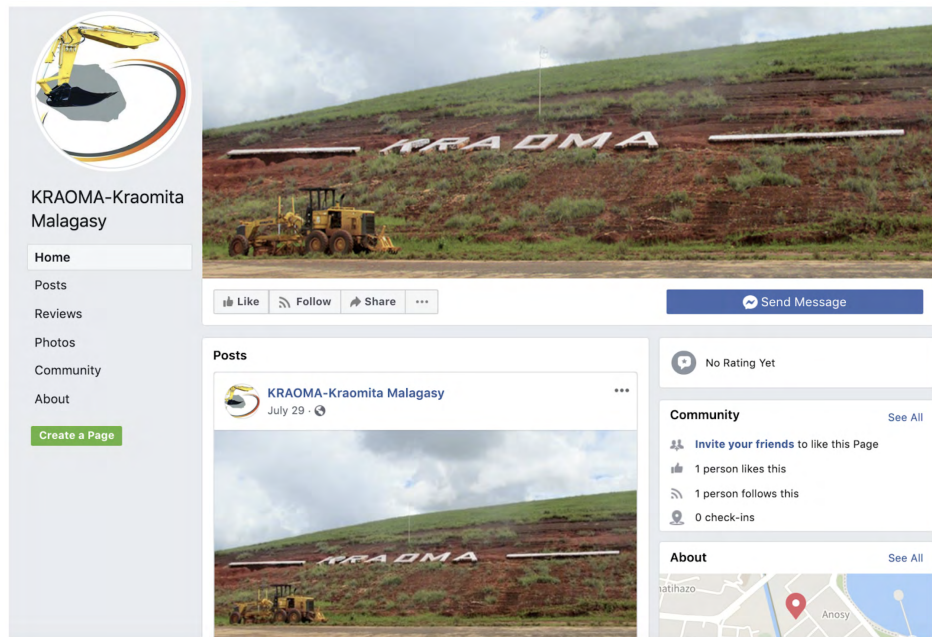 KRAOMA
KRAOMA-Kraomita
Malagasy
Home
Posts
Reviews
Photos
Community
About
Create a Page
Like
Follow
Share
Send Message
Posts
KRAOMA-Kraomita Malagasy
July 29
KRAOMA
No Rating Yet
Community
See All
Invite your friends to like this Page
1 person likes this
1 person follows this
0 check-ins
About
See All
Anosy